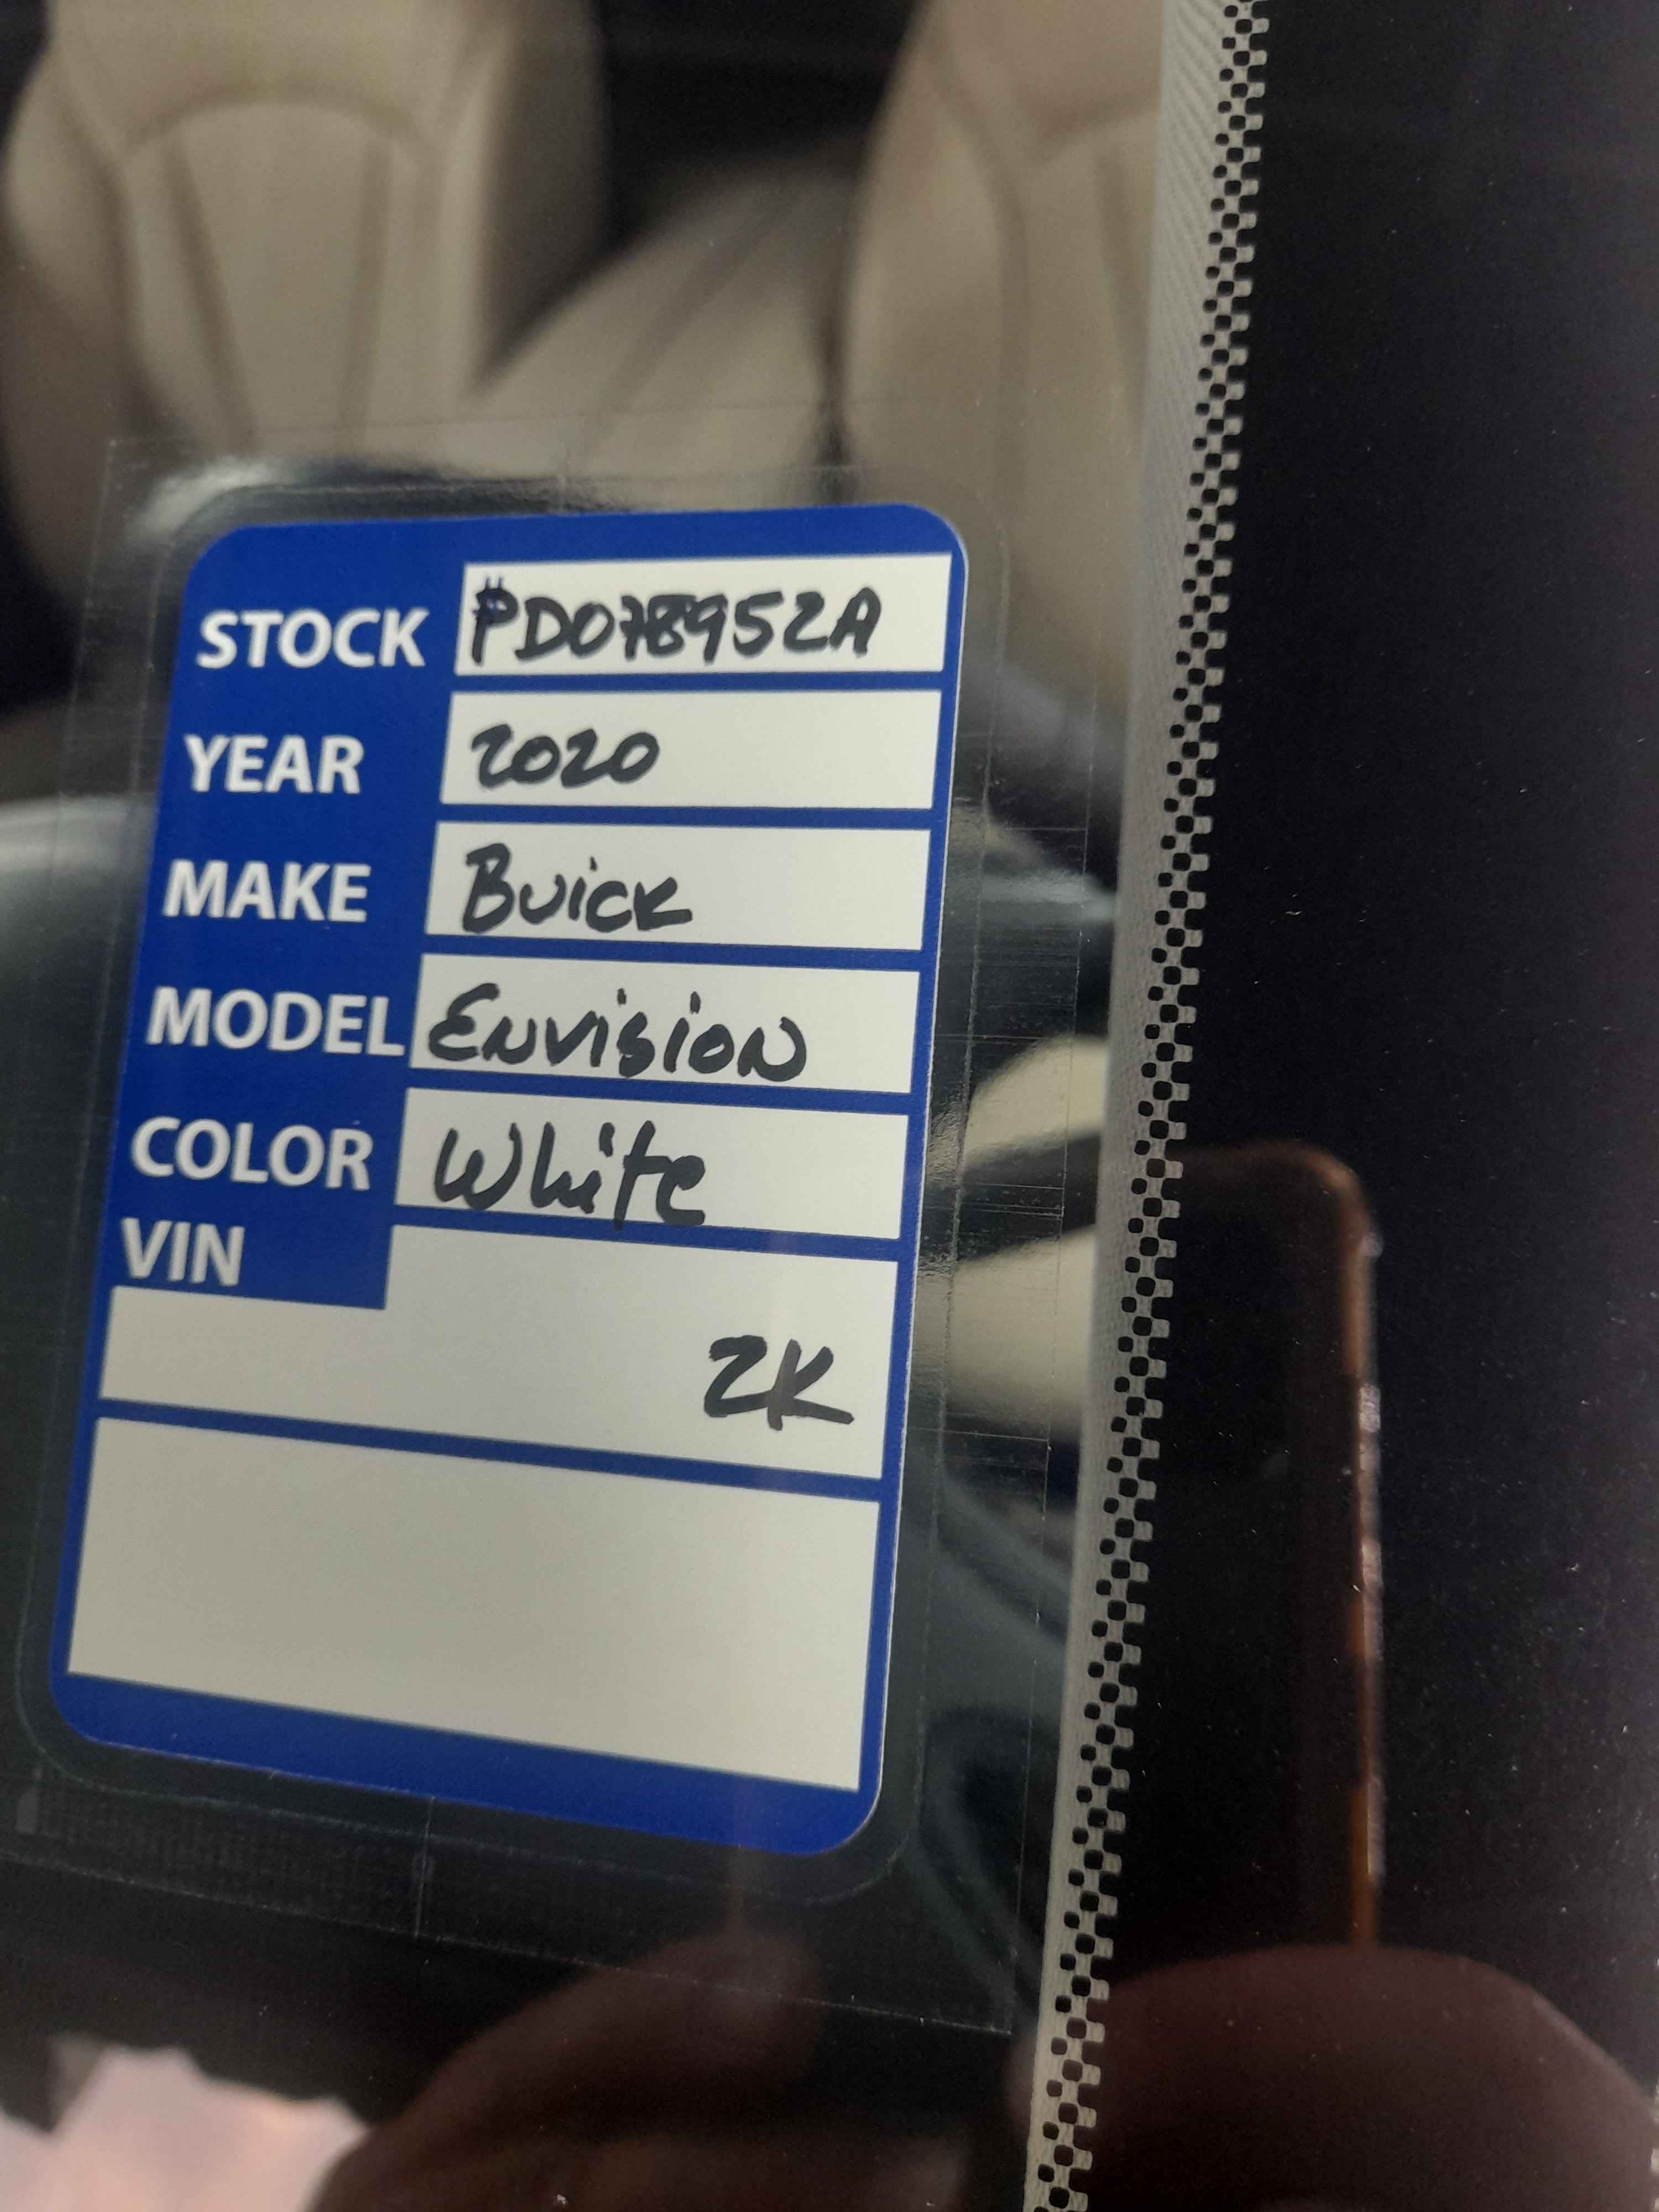 STOCK PD078952A
YEAR 2020
MAKE Buick
MODEL Envision
COLOR White
VIN
2K